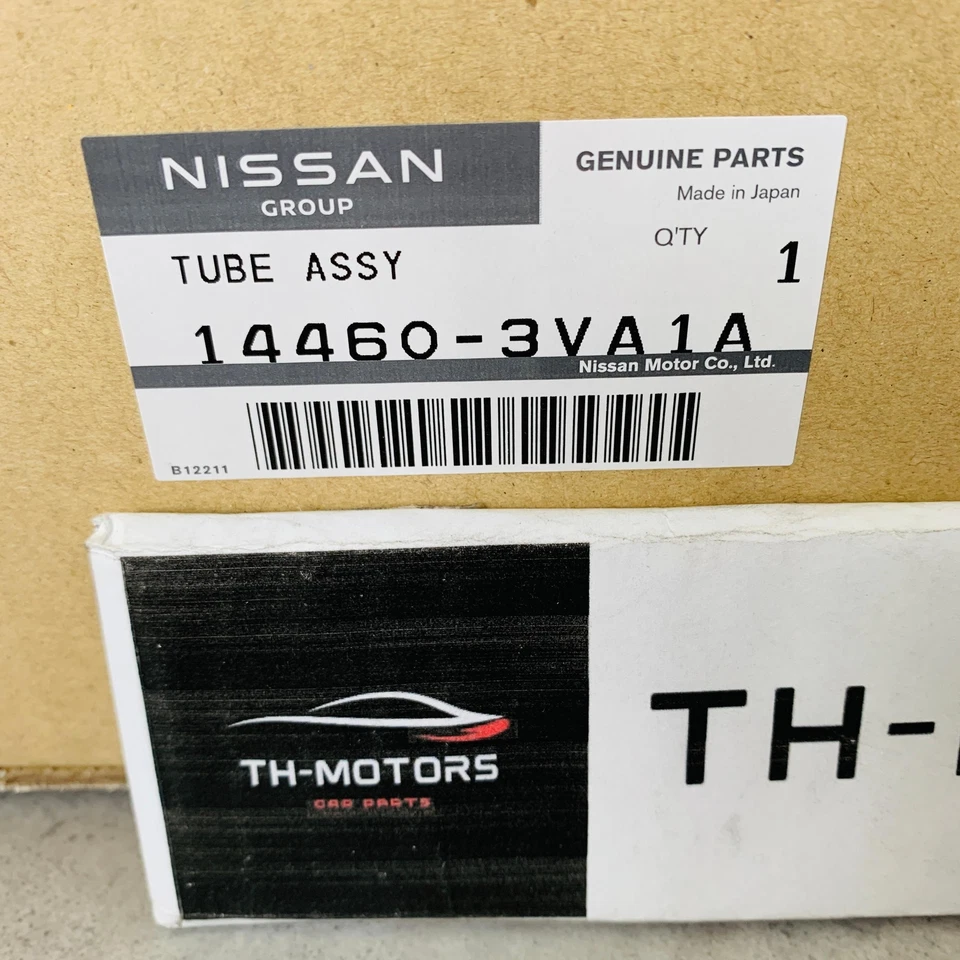 NISSAN
GROUP
GENUINE PARTS
Made in Japan
Q'TY
1
TUBE ASSY
14460-3VA1A
Nissan Motor Co., Ltd.
B12211
TH-MOTORS
CAR PARTS
TH-